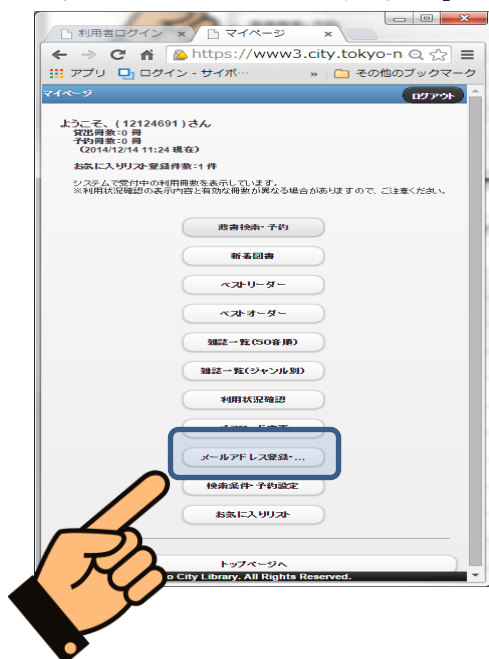 利用者ログイン
マイページ
https://www3.city.tokyo-n
アプリ
ログイン - サイボ…
»
その他のブックマーク
マイページ
ログアウト
ようこそ、(12124691)さん
貸出冊数:0 冊
予約冊数:0 冊
(2014/12/14 11:24 現在)
お気に入りリスト登録件数:1 件
システムで受付中の利用冊数を表示しています。
※利用状況確認の表示内容と有効な冊数が異なる場合がありますので、ご注意ください。
蔵書検索・予約
新着図書
ベストリーダー
ベストオーダー
雑誌一覧(50音順)
雑誌一覧(ジャンル別)
利用状況確認
メールアドレス登録・...
検索条件・予約設定
お気に入りリスト
トップページへ
o City Library. All Rights Reserved.